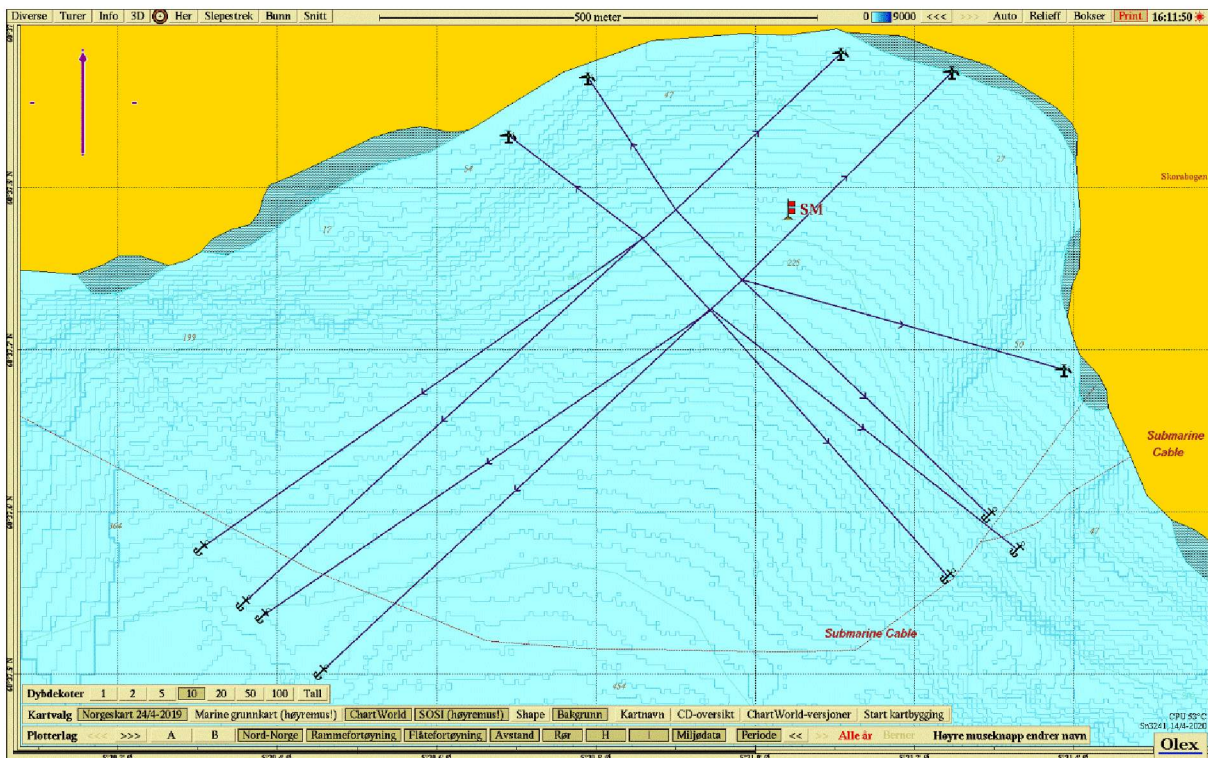 Diverse Turer Info 3D Her Slepestrek Bunn Snitt 500 meter 0 9000 <<< >>> Auto Relieff Bokser Print 16:11:50
47
54
27
Skorabogen
SM
17
225
199
50
Submarine
Cable
364
47
Submarine Cable
454
Dybdekoter 1 2 5 10 20 50 100 Tall
Kartvalg Norgeskart 24/4-2019 Marine grunnkart (høyremus!) ChartWorld SOSI (høyremus!) Shape Bakgrunn Kartnavn CD-oversikt ChartWorld-versjoner Start kartbygging
CPU 53°C
Plotterlag <<< >>> A B Nord-Norge Rammefortøyning Flåtefortøyning Avstand Rør H I Miljødata Periode << >> Alle år Berner Høyre museknapp endrer navn
Olex